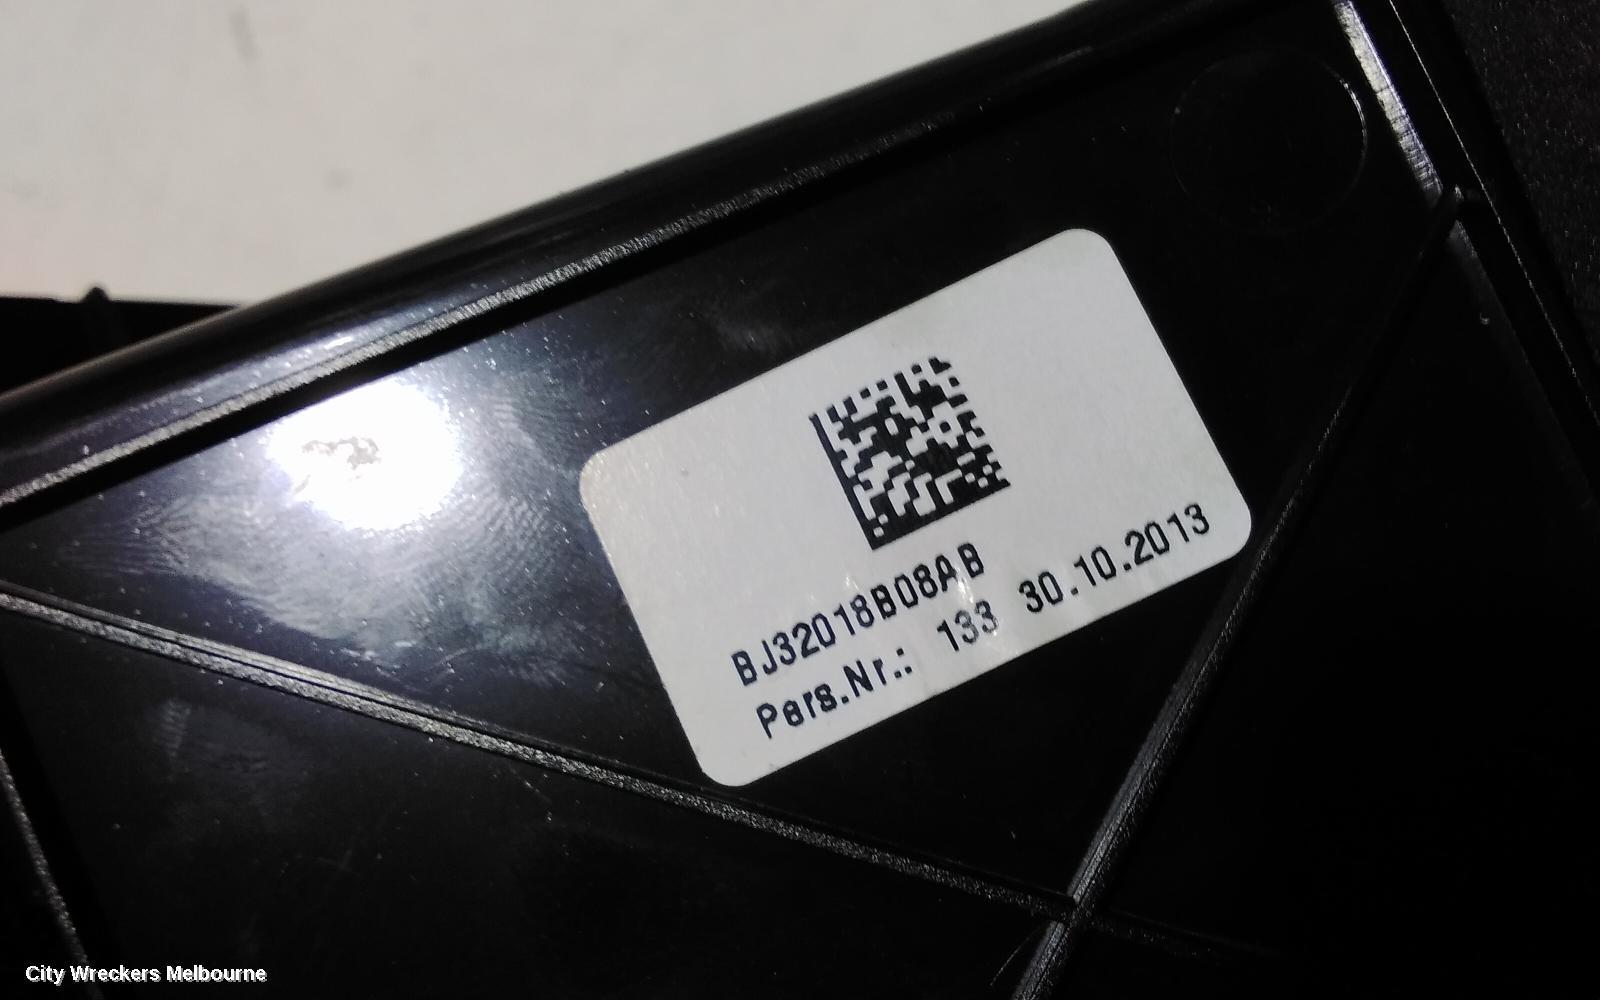 BJ32018B08AB
Pers.Nr.: 133 30.10.2013
City Wreckers Melbourne